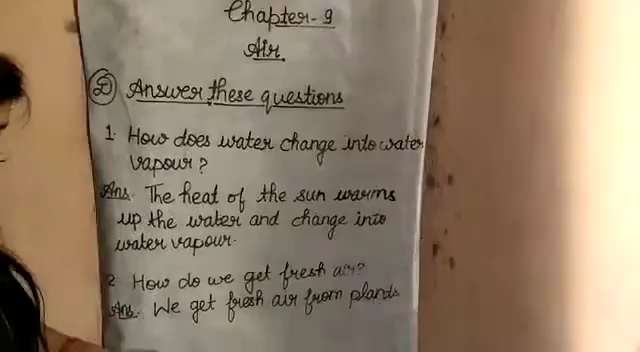 Chapter-9
Air.
D Answer these questions
1. How does water change into water
vapour?
Ans. The heat of the sun warms
up the water and change into
water vapour.
2 How do we get fresh air?
Ans. We get fresh air from plands